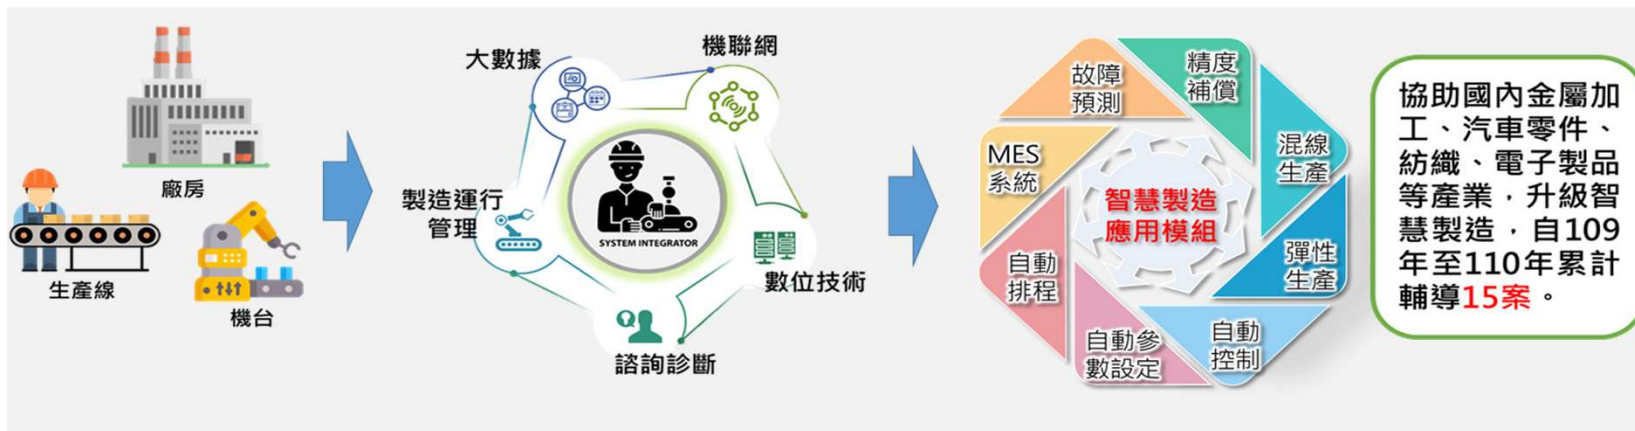 廠房
生產線
機台
大數據
機聯網
製造運行
管理
SYSTEM INTEGRATOR
數位技術
諮詢診斷
故障
預測
精度
補償
混線
生產
彈性
生產
自動
控制
自動參
數設定
自動
排程
MES
系統
智慧製造
應用模組
協助國內金屬加
工、汽車零件、
紡織、電子製品
等產業，升級智
慧製造，自109
年至110年累計
輔導15案。